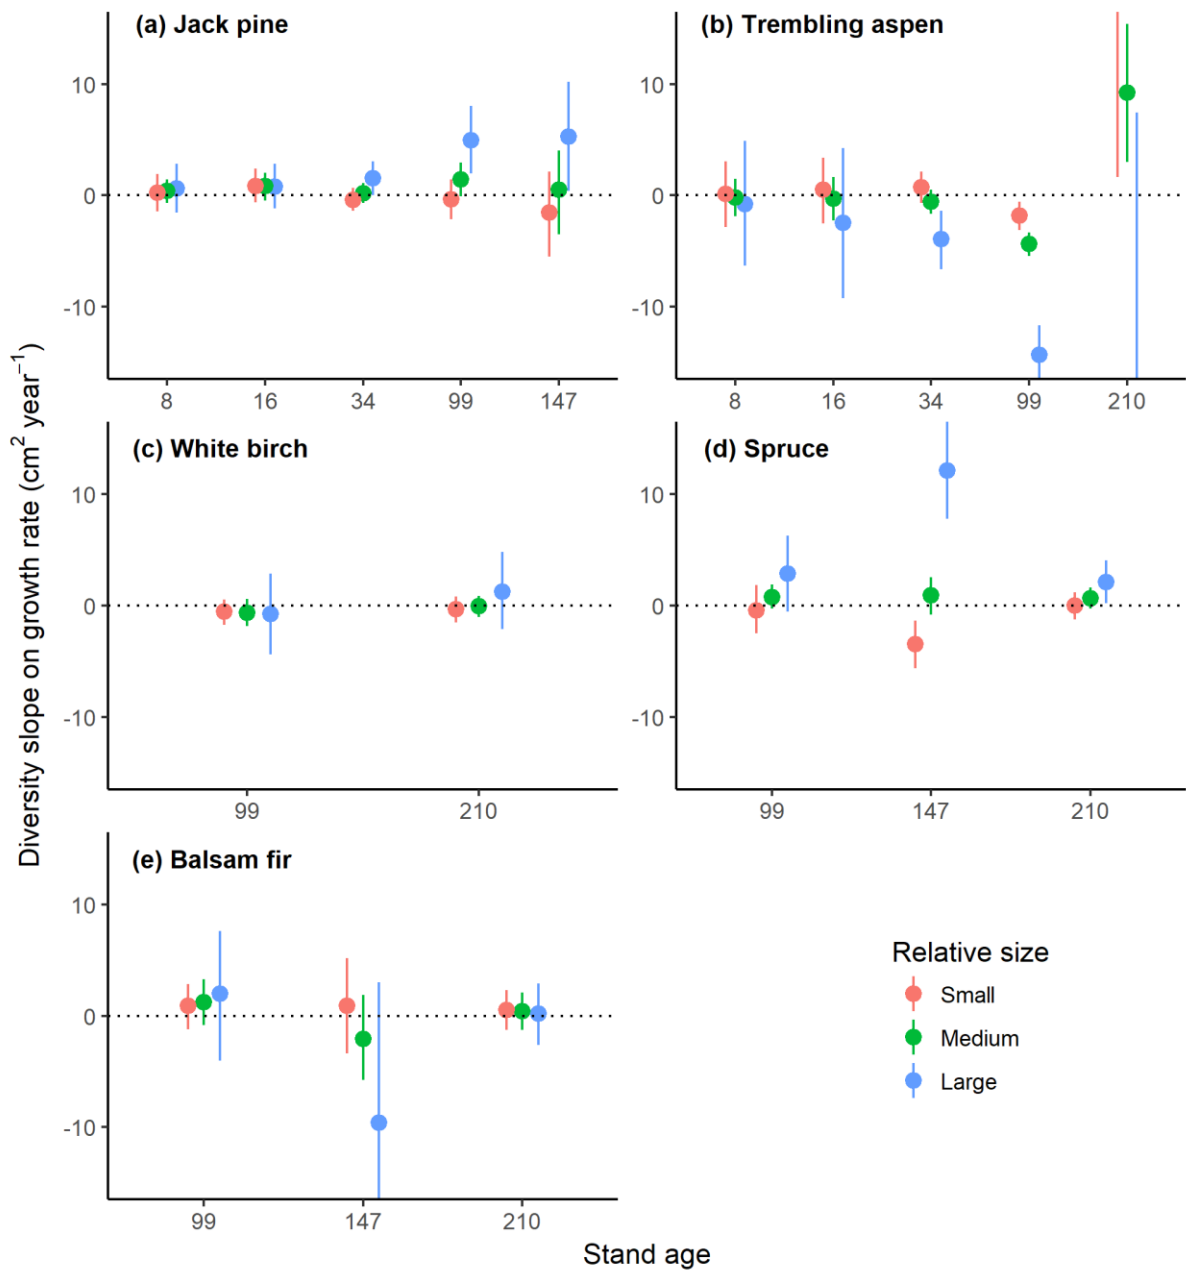 (a) Jack pine
10
0
-10
8 16 34 99 147
(b) Trembling aspen
10
0
-10
8 16 34 99 210
Diversity slope on growth rate (cm² year⁻¹)
(c) White birch
10
0
-10
99 210
(d) Spruce
10
0
-10
99 147 210
(e) Balsam fir
10
0
-10
99 147 210
Relative size
Small
Medium
Large
Stand age